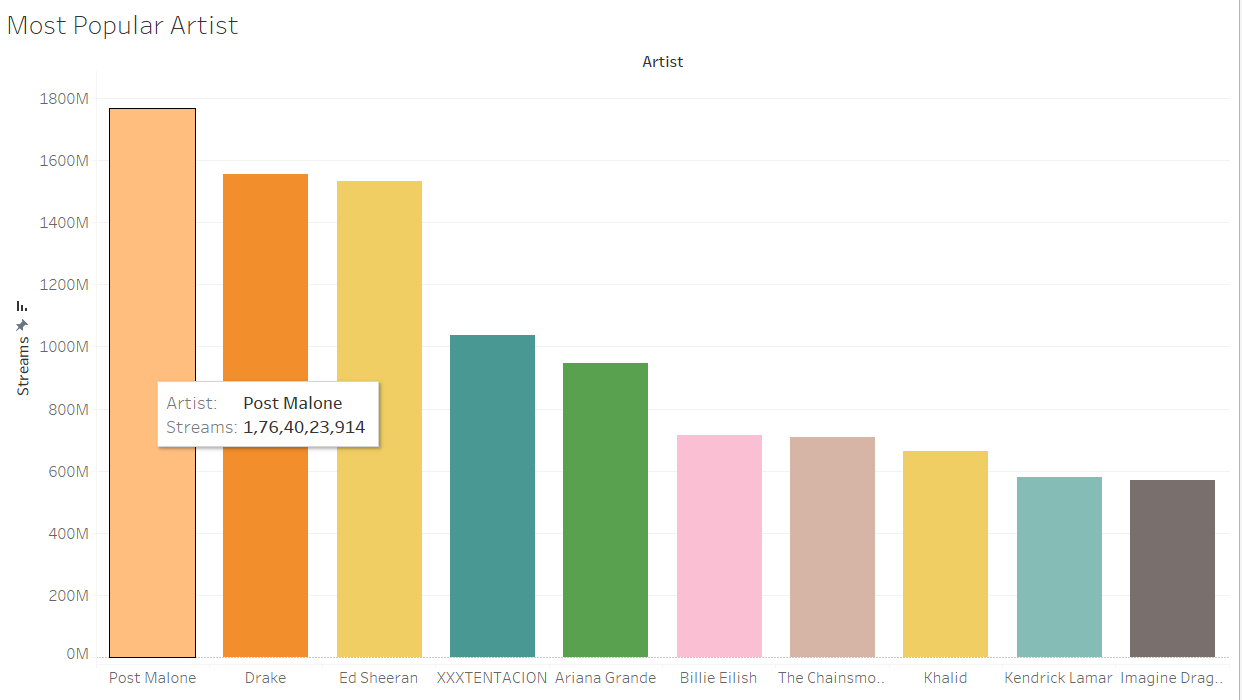 Most Popular Artist
Artist
1800M
1600M
1400M
1200M
1000M
800M
600M
400M
200M
0M
Streams
Artist: Post Malone
Streams: 1,76,40,23,914
Post Malone Drake Ed Sheeran XXXTENTACION Ariana Grande Billie Eilish The Chainsmo.. Khalid Kendrick Lamar Imagine Drag..